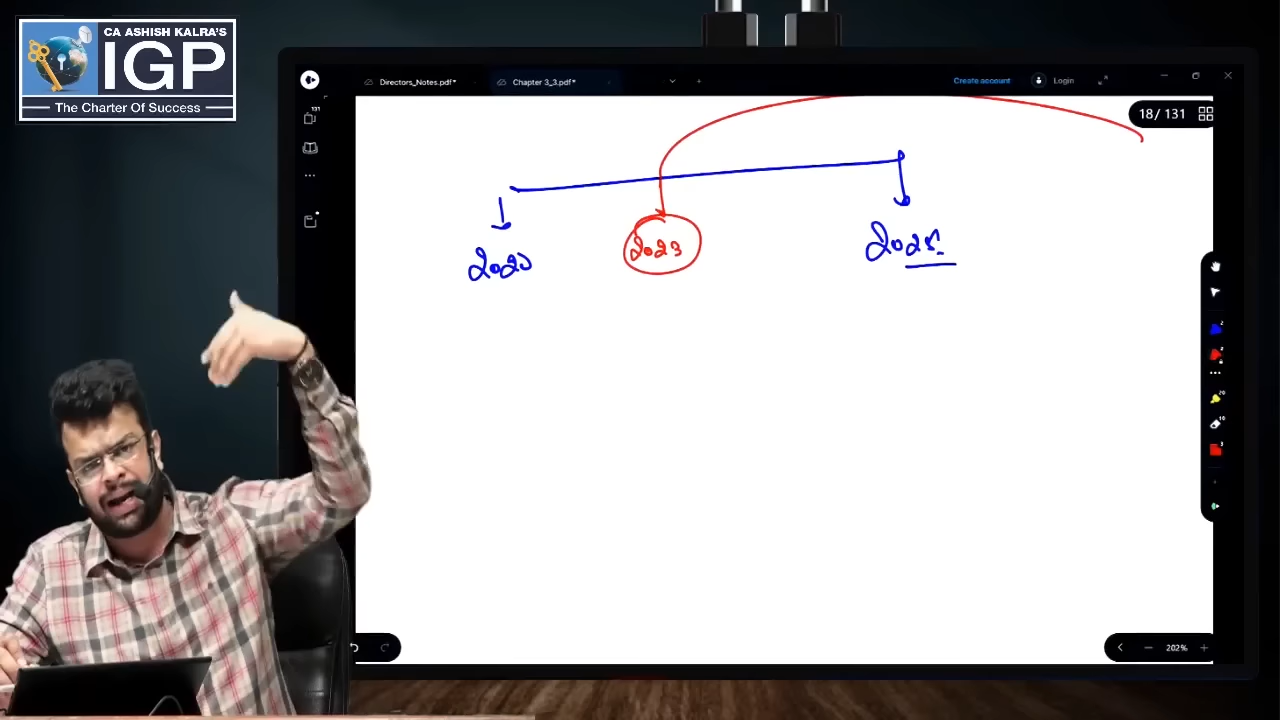 CA ASHISH KALRA'S
IGP
The Charter Of Success
Directors_Notes.pdf*
Chapter 3_3.pdf*
Create account
Login
18/ 131
131
2020
2023
2025
202%